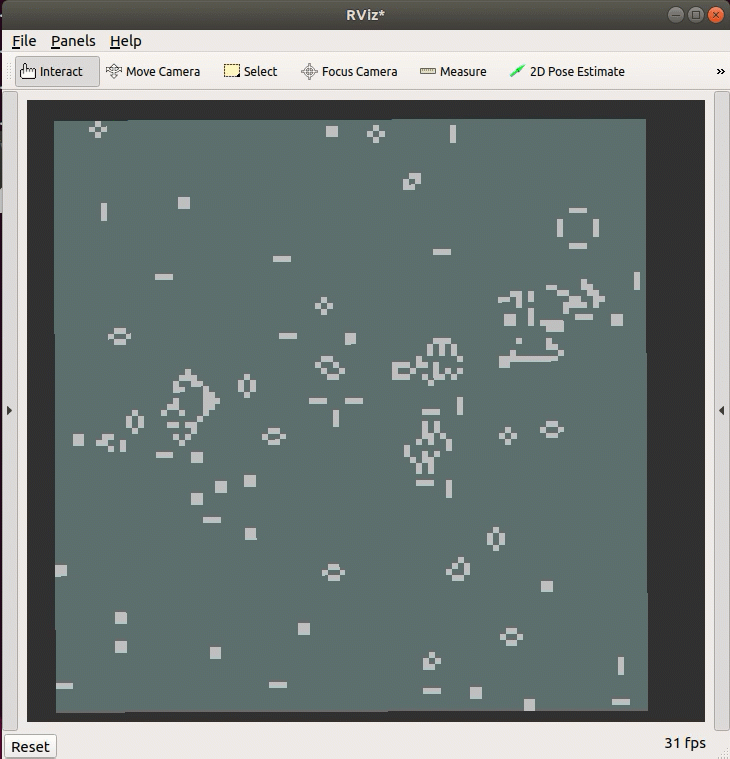 RViz*
File Panels Help
Interact Move Camera Select Focus Camera Measure 2D Pose Estimate »
Reset 31 fps